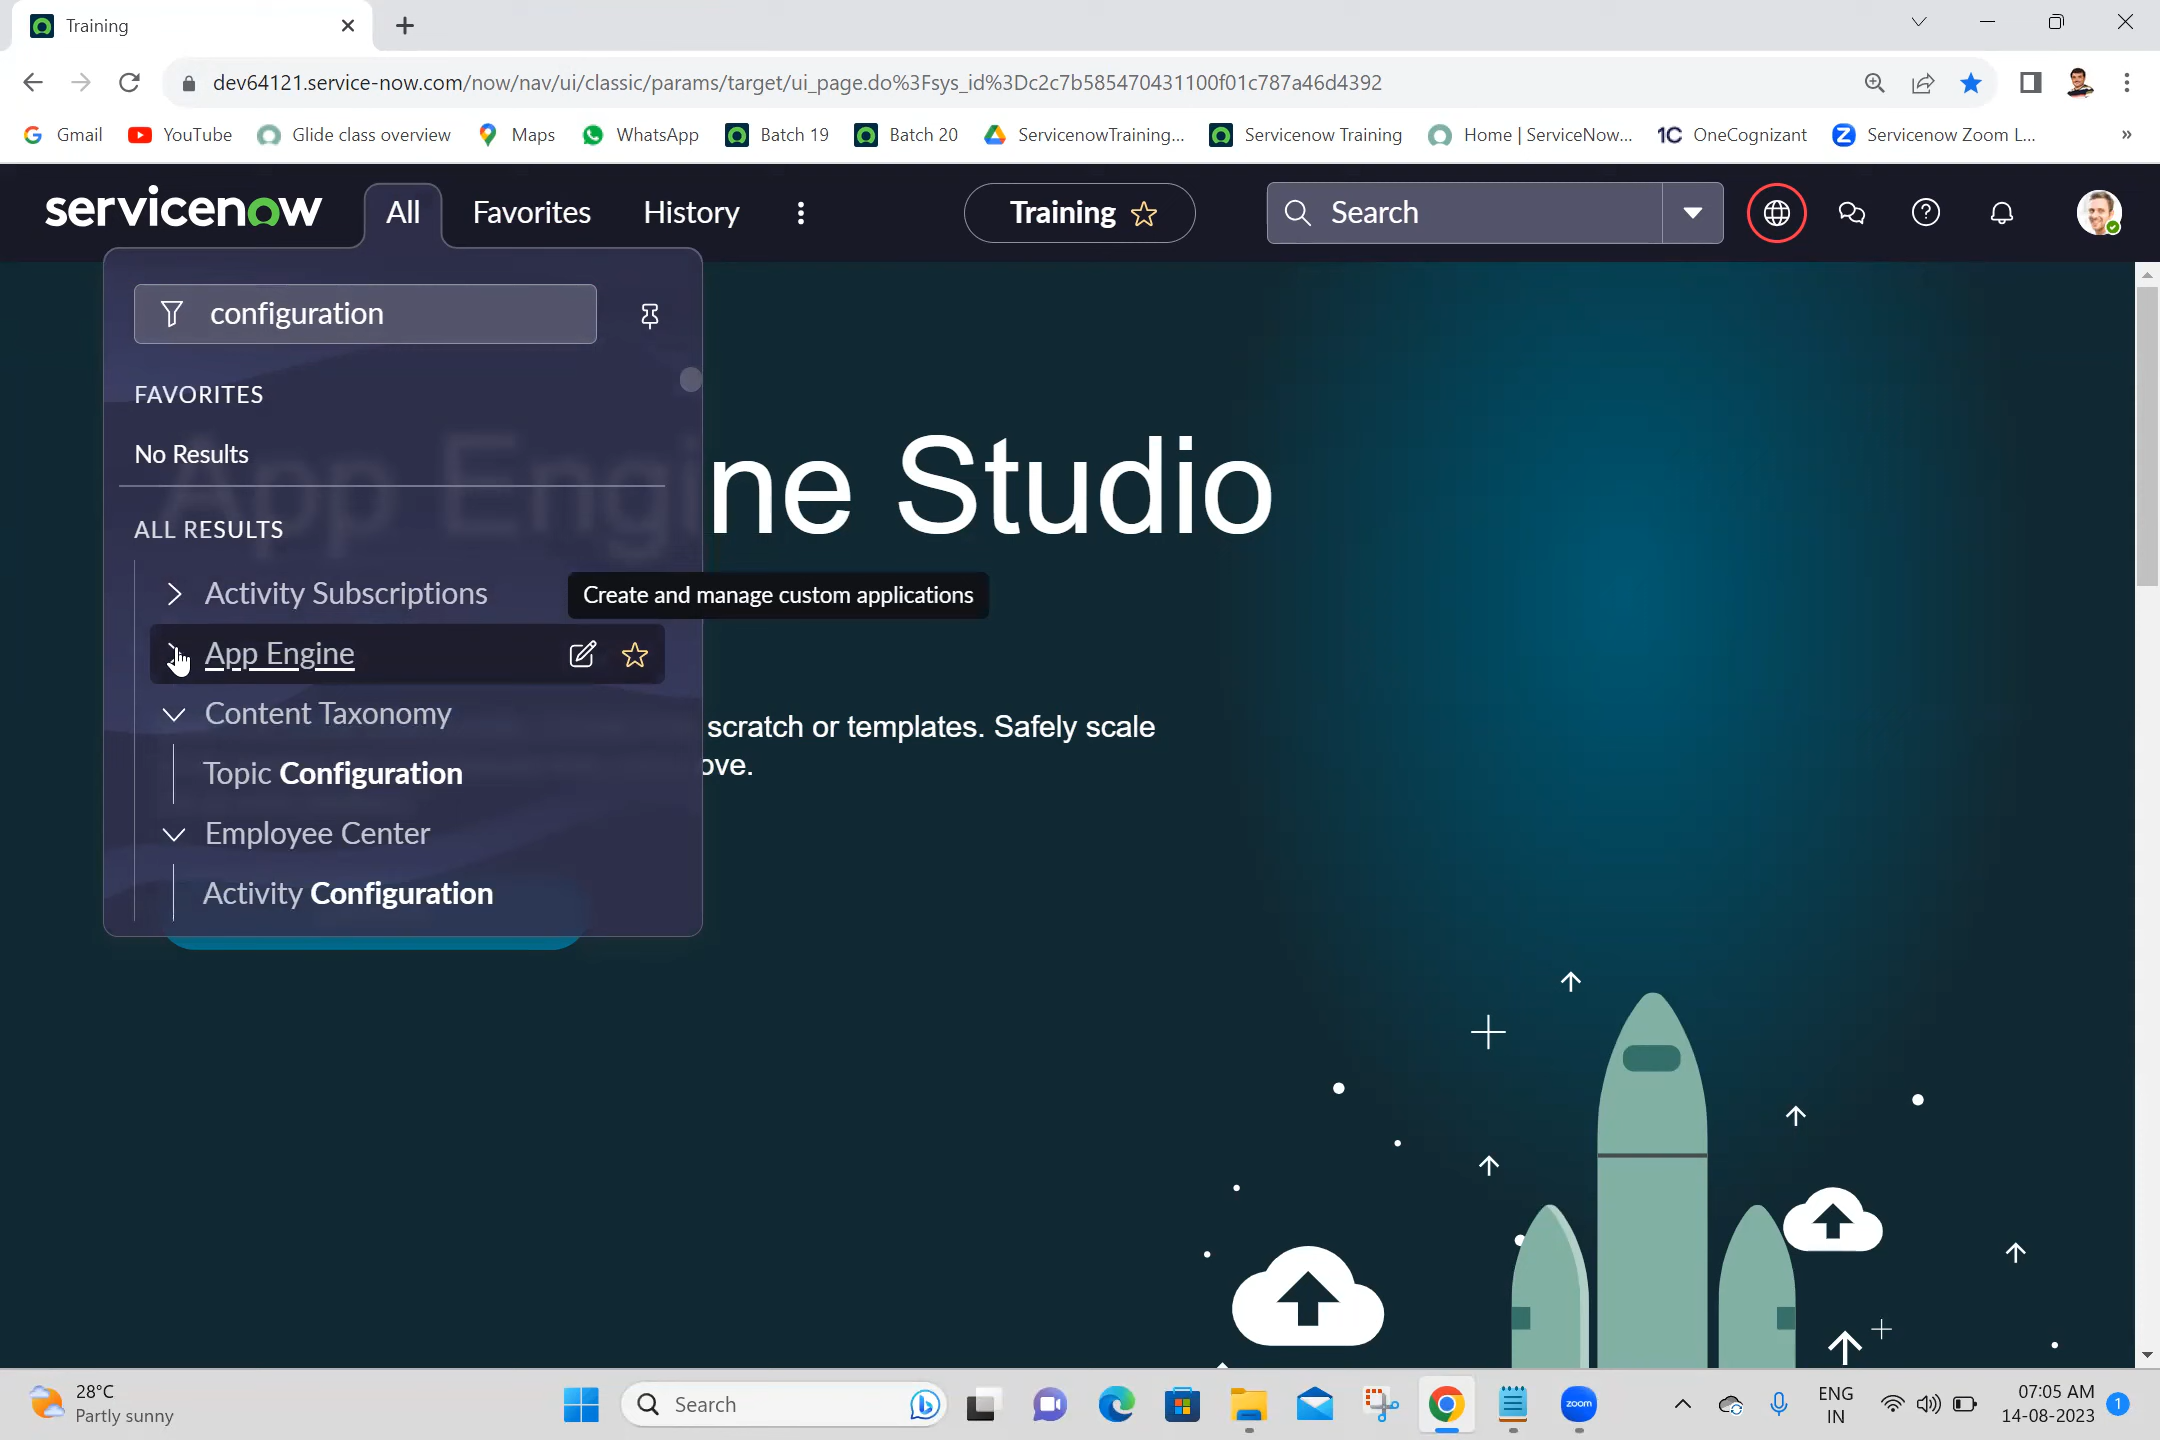 Training
dev64121.service-now.com/now/nav/ui/classic/params/target/ui_page.do%3Fsys_id%3Dc2c7b585470431100f01c787a46d4392
Gmail YouTube Glide class overview Maps WhatsApp Batch 19 Batch 20 ServicenowTraining... Servicenow Training Home | ServiceNow... OneCognizant Servicenow Zoom L... »
servicenow All Favorites History Training Search
configuration
FAVORITES
No Results
App Engine Studio
ALL RESULTS
Activity Subscriptions
Create and manage custom applications
App Engine
Content Taxonomy
scratch or templates. Safely scale
ove.
Topic Configuration
Employee Center
Activity Configuration
28°C
Partly sunny
Search
zoom
ENG
IN
07:05 AM
14-08-2023
1